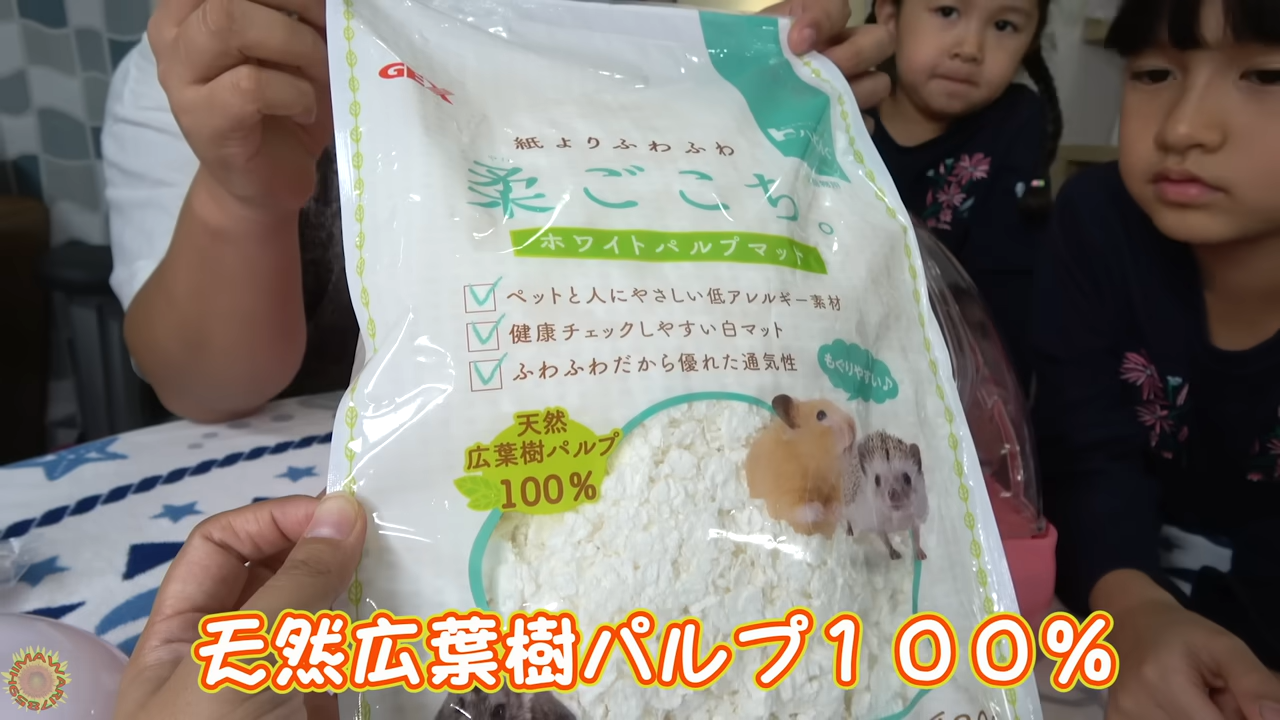 GEX
紙よりふわふわ
柔ごこち。
ホワイトパルプマット
ペットと人にやさしい低アレルギー素材
健康チェックしやすい白マット
ふわふわだから優れた通気性
もぐりやすい♪
天然
広葉樹パルプ
100%
天然広葉樹パルプ100%